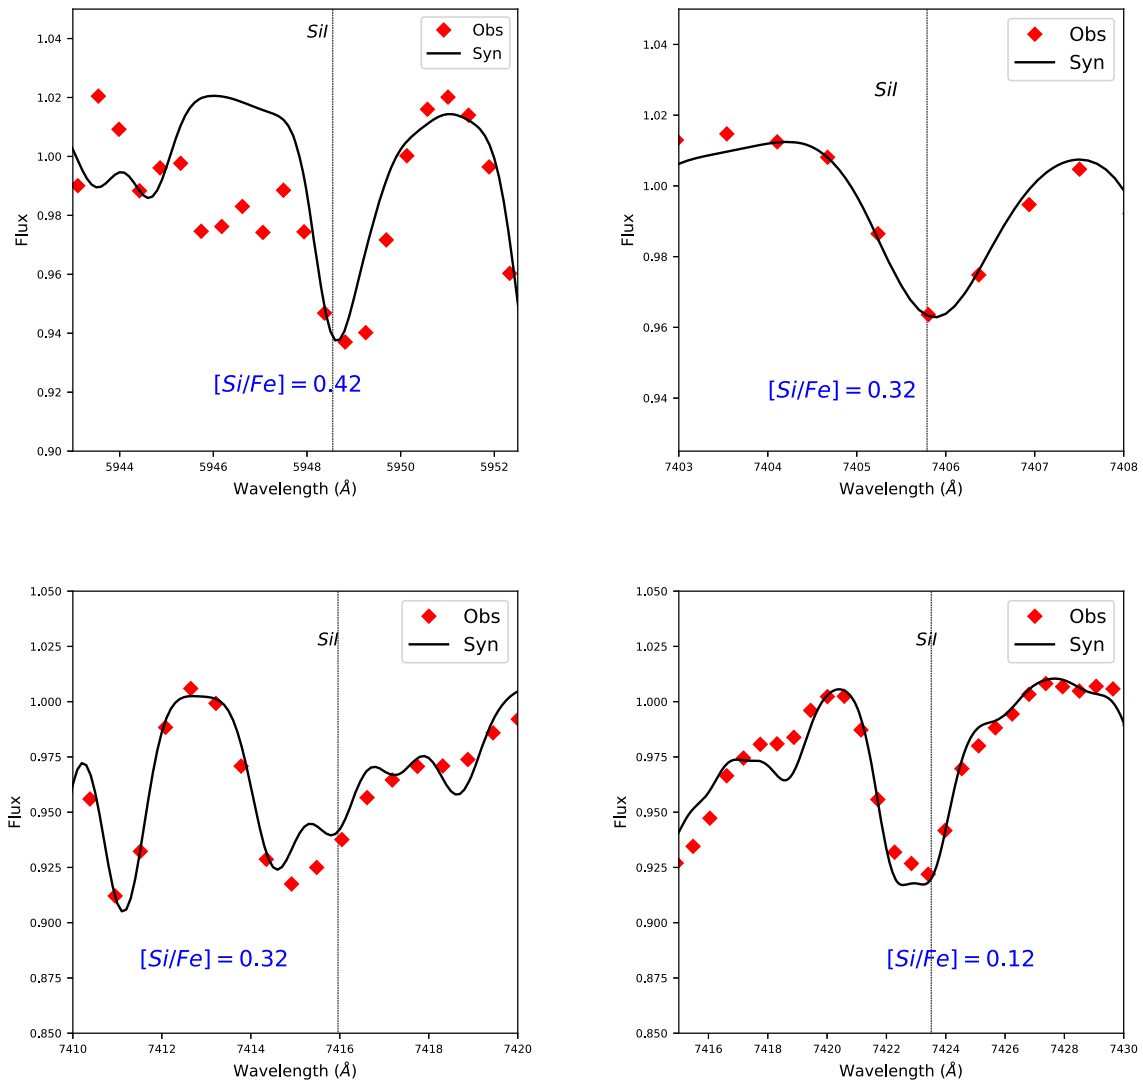 SiI
Obs
Syn
1.04
1.02
1.00
0.98
0.96
0.94
0.92
0.90
Flux
[Si/Fe] = 0.42
5944 5946 5948 5950 5952
Wavelength (Å)
SiI
Obs
Syn
1.04
1.02
1.00
0.98
0.96
0.94
Flux
[Si/Fe] = 0.32
7403 7404 7405 7406 7407 7408
Wavelength (Å)
SiI
Obs
Syn
1.050
1.025
1.000
0.975
0.950
0.925
0.900
0.875
0.850
Flux
[Si/Fe] = 0.32
7410 7412 7414 7416 7418 7420
Wavelength (Å)
SiI
Obs
Syn
1.050
1.025
1.000
0.975
0.950
0.925
0.900
0.875
0.850
Flux
[Si/Fe] = 0.12
7416 7418 7420 7422 7424 7426 7428 7430
Wavelength (Å)